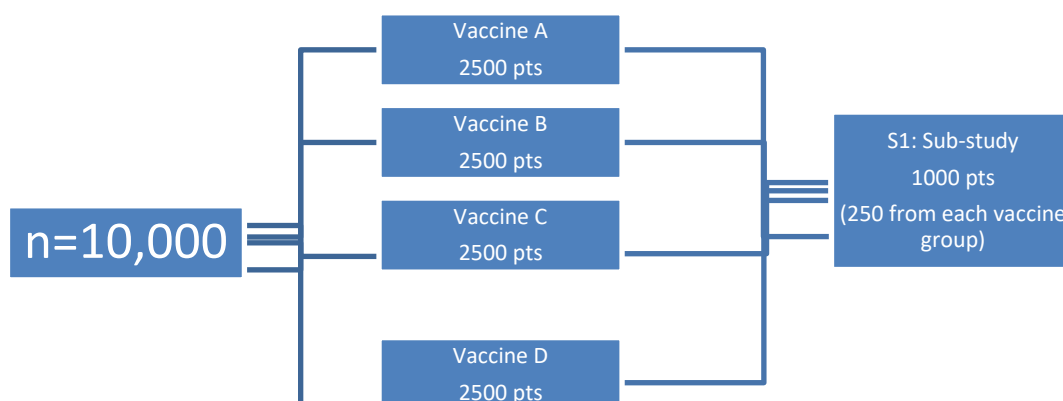 n=10,000
Vaccine A
2500 pts
Vaccine B
2500 pts
Vaccine C
2500 pts
Vaccine D
2500 pts
S1: Sub-study
1000 pts
(250 from each vaccine
group)